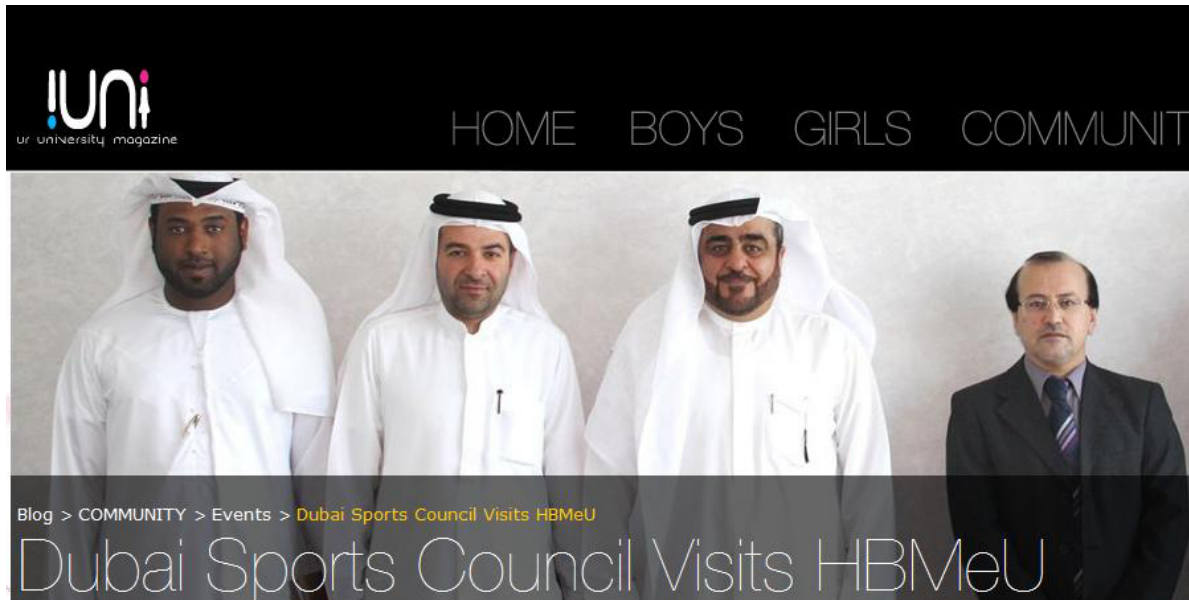 !UNi
ur university magazine
HOME BOYS GIRLS COMMUNIT
Blog > COMMUNITY > Events > Dubai Sports Council Visits HBMeU
Dubai Sports Council Visits HBMeU